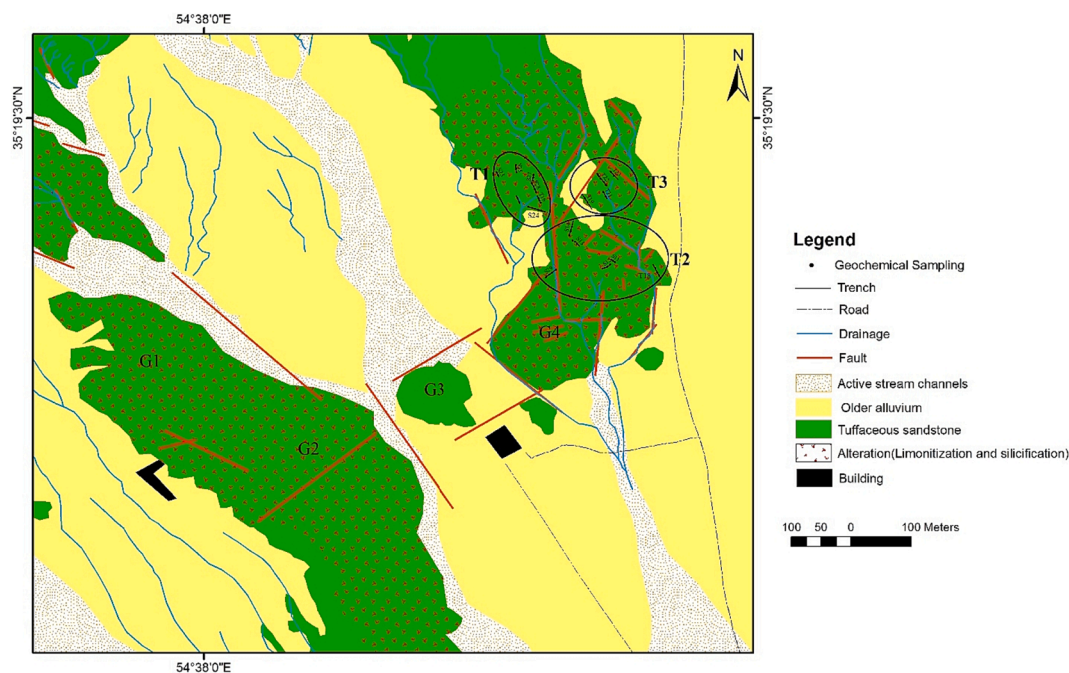 54°38'0"E
N
35°19'30"N
35°19'30"N
T1
T3
S24
T2
T18
G4
G1
G3
G2
Legend
Geochemical Sampling
Trench
Road
Drainage
Fault
Active stream channels
Older alluvium
Tuffaceous sandstone
Alteration(Limonitization and silicification)
Building
100 50 0 100 Meters
54°38'0"E